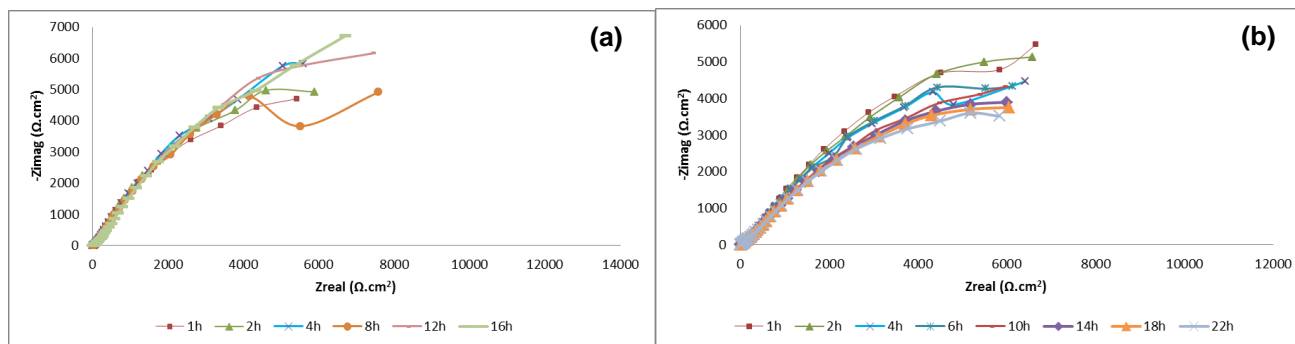 (a)
7000
6000
5000
4000
3000
2000
1000
0
-Zimag (Ω.cm²)
0 2000 4000 6000 8000 10000 12000 14000
Zreal (Ω.cm²)
1h 2h 4h 8h 12h 16h
(b)
6000
5000
4000
3000
2000
1000
0
-Zimag (Ω.cm²)
0 2000 4000 6000 8000 10000 12000
Zreal (Ω.cm²)
1h 2h 4h 6h 10h 14h 18h 22h